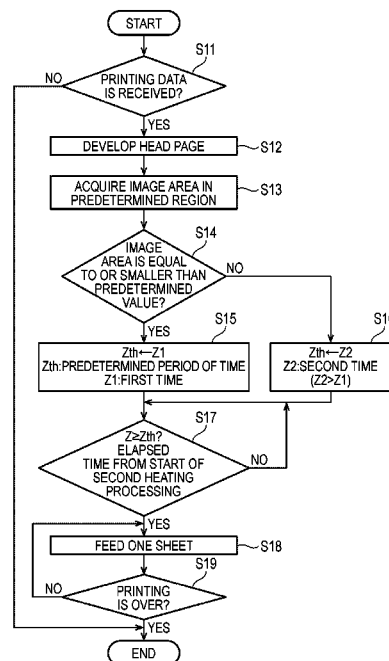 START
S11
NO
PRINTING DATA
IS RECEIVED?
YES
DEVELOP HEAD PAGE
S12
ACQUIRE IMAGE AREA IN
PREDETERMINED REGION
S13
S14
IMAGE
AREA IS EQUAL
TO OR SMALLER THAN
PREDETERMINED
VALUE?
NO
YES
S15
Zth←Z1
Zth:PREDETERMINED PERIOD OF TIME
Z1:FIRST TIME
Zth←Z2
Z2:SECOND TIME
(Z2>Z1)
S17
Z≥Zth?
ELAPSED
TIME FROM START OF
SECOND HEATING
PROCESSING
NO
YES
FEED ONE SHEET
S18
S19
NO
PRINTING
IS OVER?
YES
END